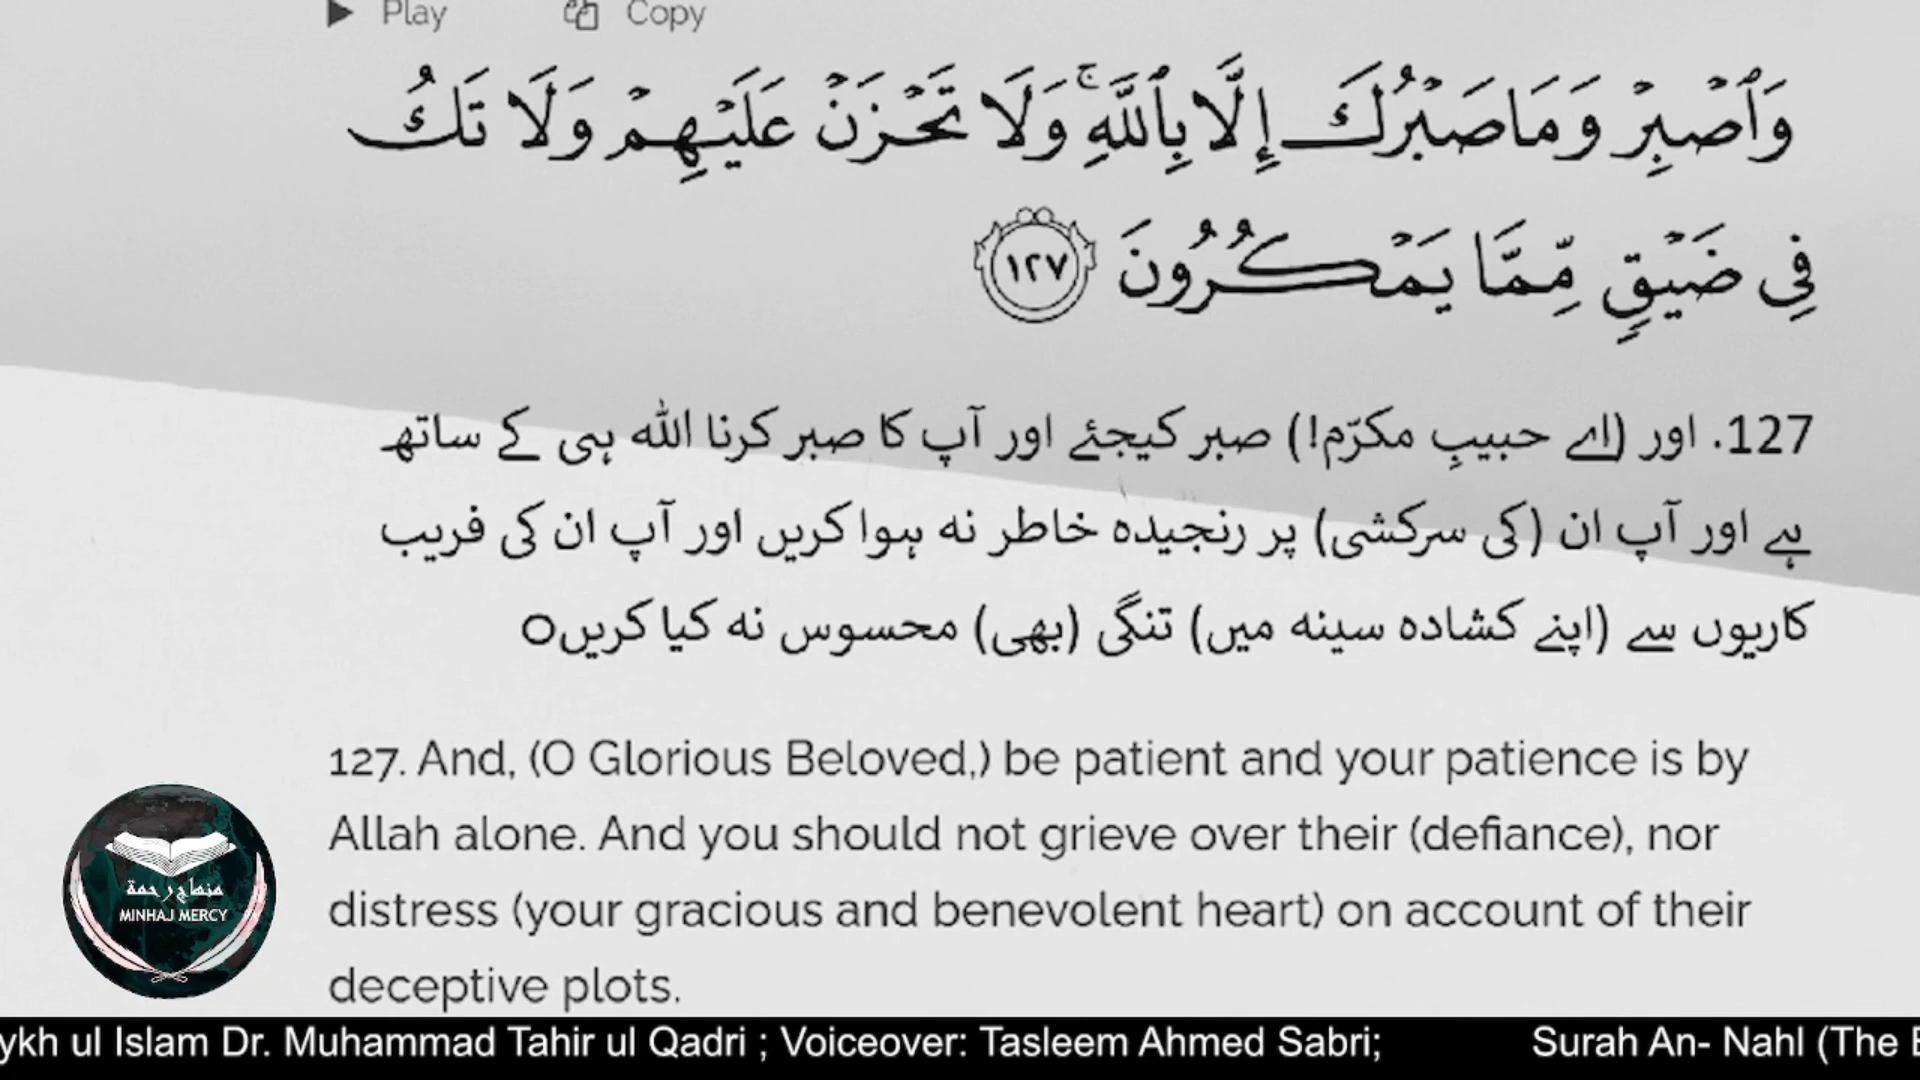 Play Copy
وَٱصۡبِرۡ وَمَا صَبۡرُكَ إِلَّا بِٱللَّهِۚ وَلَا تَحۡزَنۡ عَلَيۡهِمۡ وَلَا تَكُ
فِى ضَيۡقٍ مِّمَّا يَمۡكُرُونَ ١٢٧
127. اور (اے حبیبِ مکرّم!) صبر کیجئے اور آپ کا صبر کرنا اللہ ہی کے ساتھ
ہے اور آپ ان (کی سرکشی) پر رنجیدہ خاطر نہ ہوا کریں اور آپ ان کی فریب
کاریوں سے (اپنے کشادہ سینہ میں) تنگی (بھی) محسوس نہ کیا کریںo
127. And, (O Glorious Beloved,) be patient and your patience is by
Allah alone. And you should not grieve over their (defiance), nor
distress (your gracious and benevolent heart) on account of their
deceptive plots.
منهاج رحمة
MINHAJ MERCY
ul Islam Dr. Muhammad Tahir ul Qadri ; Voiceover: Tasleem Ahmed Sabri; Surah An- Nahl (The